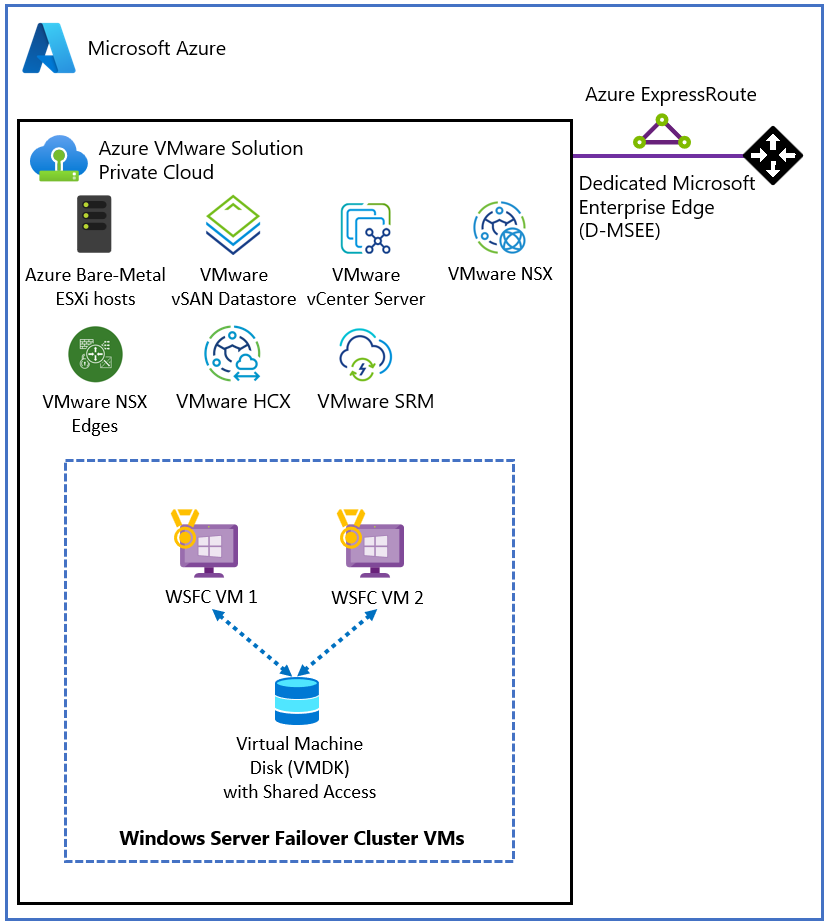 Microsoft Azure
Azure ExpressRoute
Dedicated Microsoft
Enterprise Edge
(D-MSEE)
Azure VMware Solution
Private Cloud
Azure Bare-Metal
ESXi hosts
VMware
vSAN Datastore
VMware
vCenter Server
VMware NSX
VMware NSX
Edges
VMware HCX
VMware SRM
WSFC VM 1
WSFC VM 2
Virtual Machine
Disk (VMDK)
with Shared Access
Windows Server Failover Cluster VMs